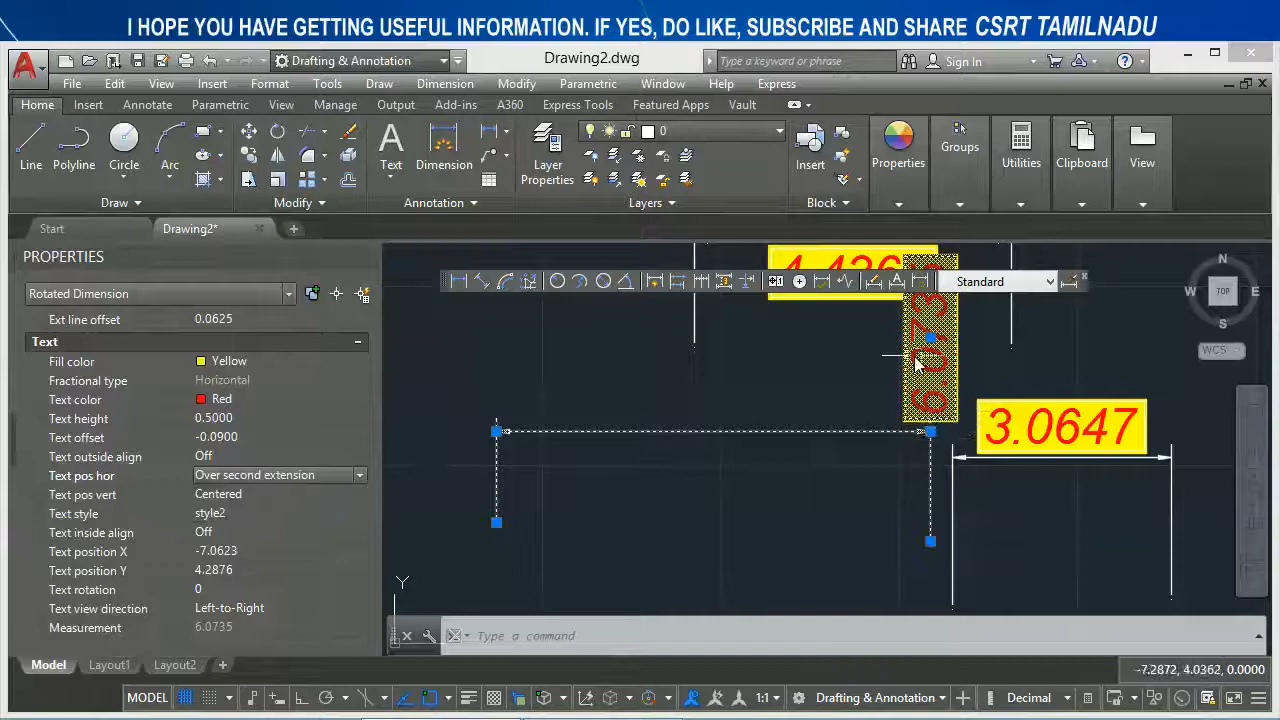 I HOPE YOU HAVE GETTING USEFUL INFORMATION. IF YES, DO LIKE, SUBSCRIBE AND SHARE CSRT TAMILNADU
Drafting & Annotation
Drawing2.dwg
Type a keyword or phrase
Sign In
File Edit View Insert Format Tools Draw Dimension Modify Parametric Window Help Express
Home Insert Annotate Parametric View Manage Output Add-ins A360 Express Tools Featured Apps Vault
0
Line Polyline Circle Arc
Text Dimension
Layer Properties
Insert
Properties Groups Utilities Clipboard View
Draw Modify Annotation Layers Block
Start Drawing2*
PROPERTIES
Rotated Dimension
Ext line offset 0.0625
Text
Fill color Yellow
Fractional type Horizontal
Text color Red
Text height 0.5000
Text offset -0.0900
Text outside align Off
Text pos hor Over second extension
Text pos vert Centered
Text style style2
Text inside align Off
Text position X -7.0623
Text position Y 4.2876
Text rotation 0
Text view direction Left-to-Right
Measurement 6.0735
Standard
3.0647
N
W TOP E
S
WCS
Y
Type a command
Model Layout1 Layout2
-7.2872, 4.0362, 0.0000
MODEL 1:1 Drafting & Annotation Decimal